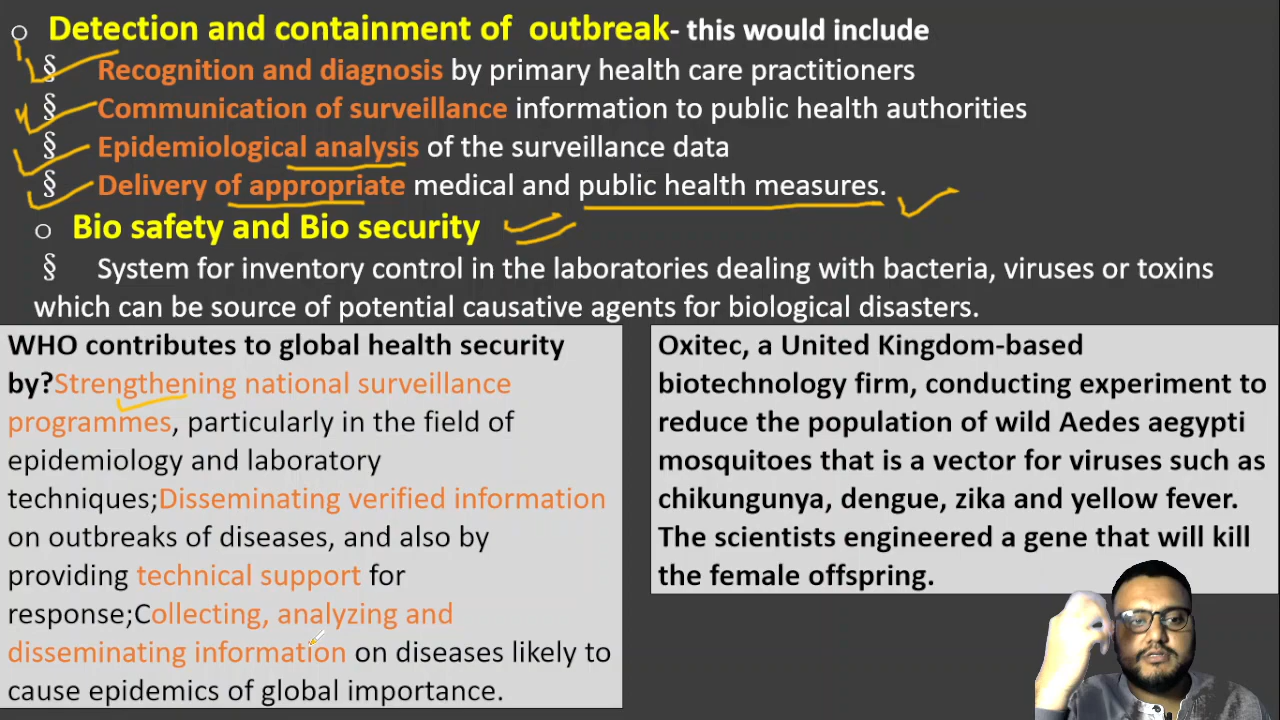 o Detection and containment of outbreak- this would include
§ Recognition and diagnosis by primary health care practitioners
§ Communication of surveillance information to public health authorities
§ Epidemiological analysis of the surveillance data
§ Delivery of appropriate medical and public health measures.
o Bio safety and Bio security
§ System for inventory control in the laboratories dealing with bacteria, viruses or toxins
which can be source of potential causative agents for biological disasters.
WHO contributes to global health security
by?Strengthening national surveillance
programmes, particularly in the field of
epidemiology and laboratory
techniques;Disseminating verified information
on outbreaks of diseases, and also by
providing technical support for
response;Collecting, analyzing and
disseminating information on diseases likely to
cause epidemics of global importance.
Oxitec, a United Kingdom-based
biotechnology firm, conducting experiment to
reduce the population of wild Aedes aegypti
mosquitoes that is a vector for viruses such as
chikungunya, dengue, zika and yellow fever.
The scientists engineered a gene that will kill
the female offspring.